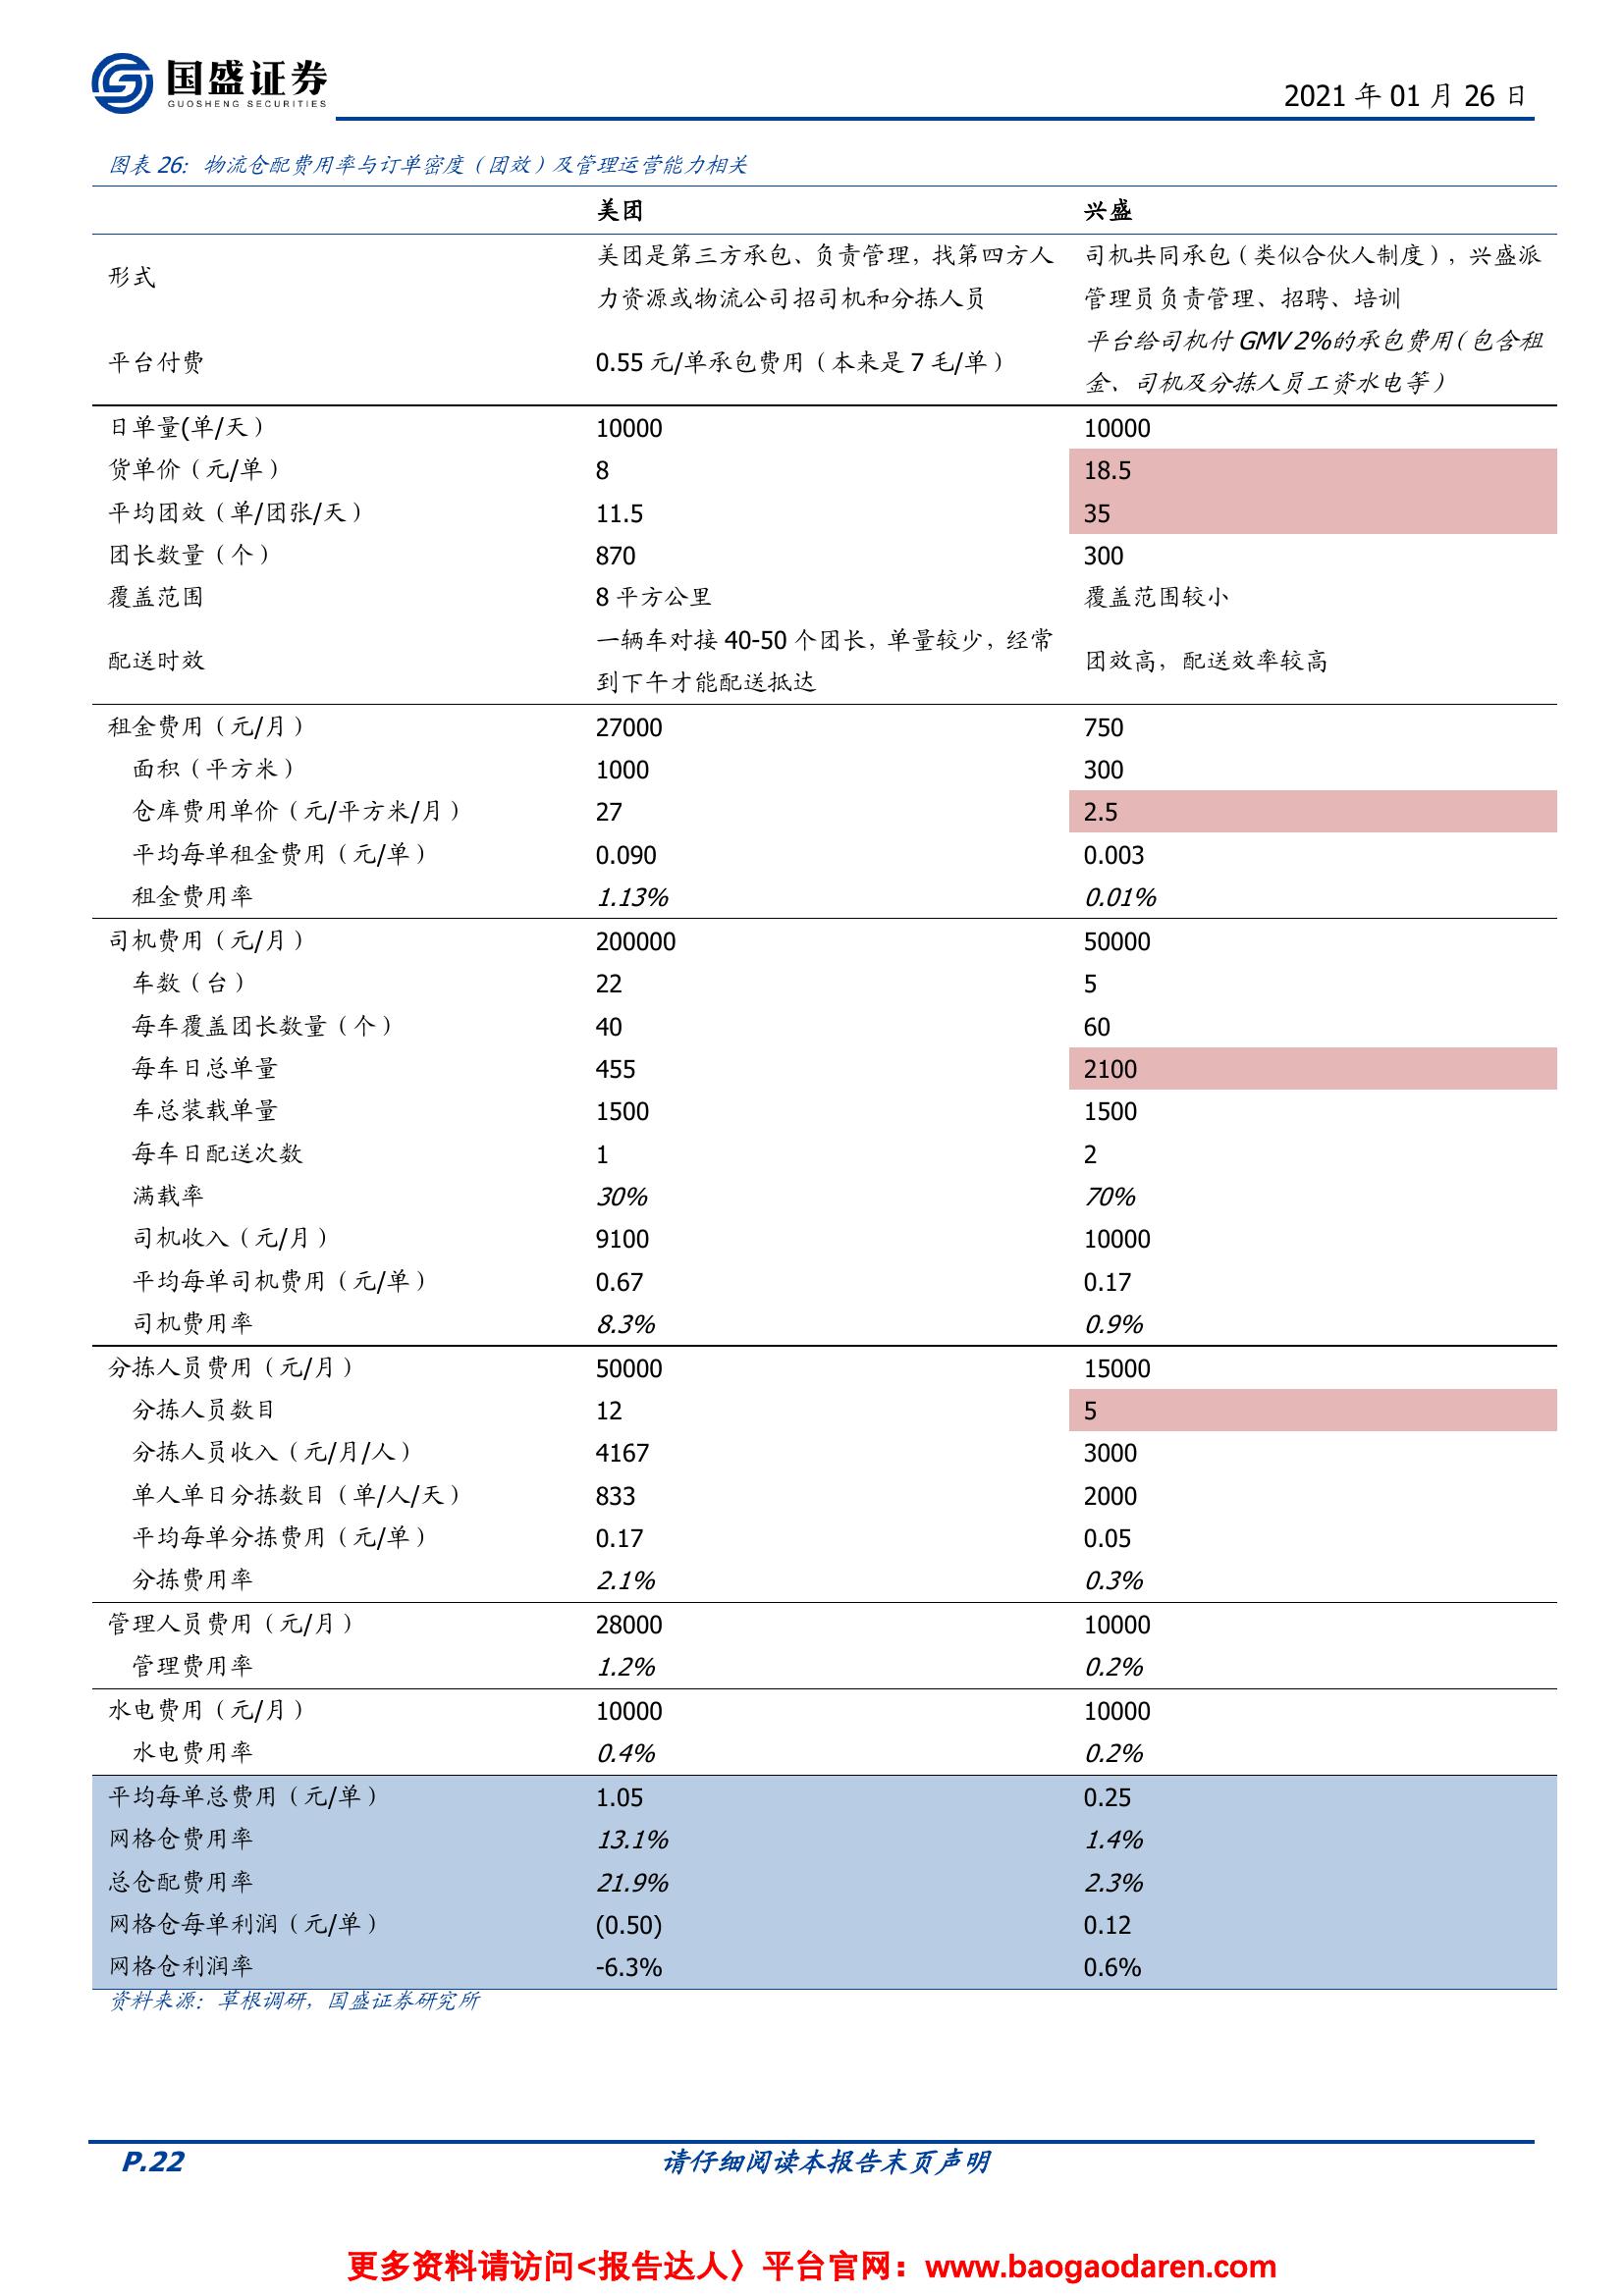 国盛证券
GUOSHENG SECURITIES
2021 年 01 月 26 日
图表 26：物流仓配费用率与订单密度（团效）及管理运营能力相关
美团 兴盛
形式 美团是第三方承包、负责管理，找第四方人力资源或物流公司招司机和分拣人员 司机共同承包（类似合伙人制度），兴盛派管理员负责管理、招聘、培训
平台付费 0.55 元/单承包费用（本来是 7 毛/单） 平台给司机付 GMV 2%的承包费用（包含租金、司机及分拣人员工资水电等）
日单量(单/天） 10000 10000
货单价（元/单） 8 18.5
平均团效（单/团张/天） 11.5 35
团长数量（个） 870 300
覆盖范围 8 平方公里 覆盖范围较小
配送时效 一辆车对接 40-50 个团长，单量较少，经常到下午才能配送抵达 团效高，配送效率较高
租金费用（元/月） 27000 750
面积（平方米） 1000 300
仓库费用单价（元/平方米/月） 27 2.5
平均每单租金费用（元/单） 0.090 0.003
租金费用率 1.13% 0.01%
司机费用（元/月） 200000 50000
车数（台） 22 5
每车覆盖团长数量（个） 40 60
每车日总单量 455 2100
车总装载单量 1500 1500
每车日配送次数 1 2
满载率 30% 70%
司机收入（元/月） 9100 10000
平均每单司机费用（元/单） 0.67 0.17
司机费用率 8.3% 0.9%
分拣人员费用（元/月） 50000 15000
分拣人员数目 12 5
分拣人员收入（元/月/人） 4167 3000
单人单日分拣数目（单/人/天） 833 2000
平均每单分拣费用（元/单） 0.17 0.05
分拣费用率 2.1% 0.3%
管理人员费用（元/月） 28000 10000
管理费用率 1.2% 0.2%
水电费用（元/月） 10000 10000
水电费用率 0.4% 0.2%
平均每单总费用（元/单） 1.05 0.25
网格仓费用率 13.1% 1.4%
总仓配费用率 21.9% 2.3%
网格仓每单利润（元/单） (0.50) 0.12
网格仓利润率 -6.3% 0.6%
资料来源：草根调研，国盛证券研究所
P.22 请仔细阅读本报告末页声明
更多资料请访问<报告达人〉平台官网：www.baogaodaren.com